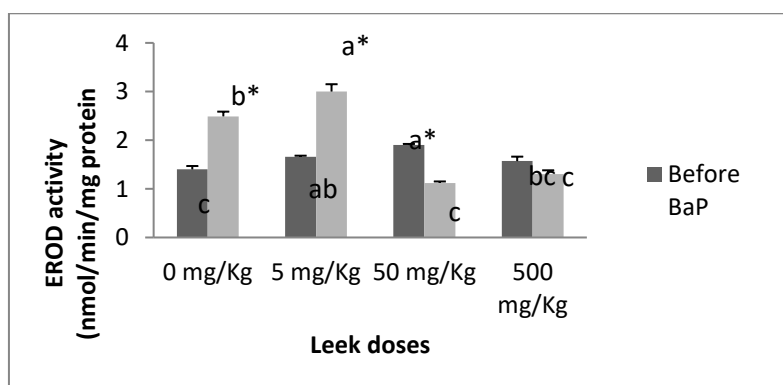 4
3
2
1
0
EROD activity
(nmol/min/mg protein
b*
a*
a*
c
ab
c
bc c
0 mg/Kg
5 mg/Kg
50 mg/Kg
500
mg/Kg
Leek doses
Before
BaP